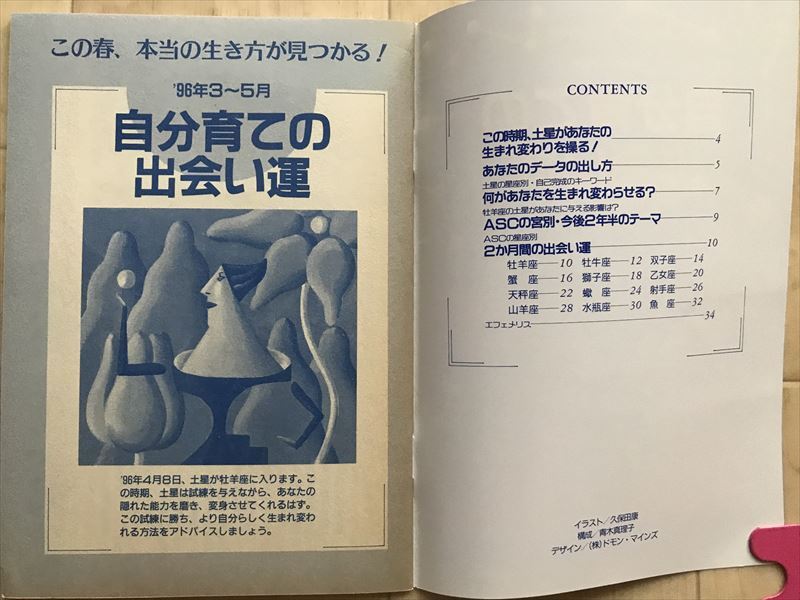 この春、本当の生き方が見つかる!
'96年3〜5月
自分育ての
出会い運
'96年4月8日、土星が牡羊座に入ります。こ
の時期、土星は試練を与えながら、あなたの
隠れた能力を磨き、変身させてくれるはず。
この試練に勝ち、より自分らしく生まれ変わ
れる方法をアドバイスしましょう。
CONTENTS
この時期、土星があなたの
生まれ変わりを操る! 4
あなたのデータの出し方 5
土星の星座別・自己完成のキーワード
何があなたを生まれ変わらせる? 7
牡羊座の土星があなたに与える影響は?
ASCの宮別・今後2年半のテーマ 9
ASCの星座別
2か月間の出会い運 10
牡羊座 10 牡牛座 12 双子座 14
蟹座 16 獅子座 18 乙女座 20
天秤座 22 蠍座 24 射手座 26
山羊座 28 水瓶座 30 魚座 32
エフェメリス 34
イラスト/久保田康
構成/青木真理子
デザイン/(株)ドモン・マインズ